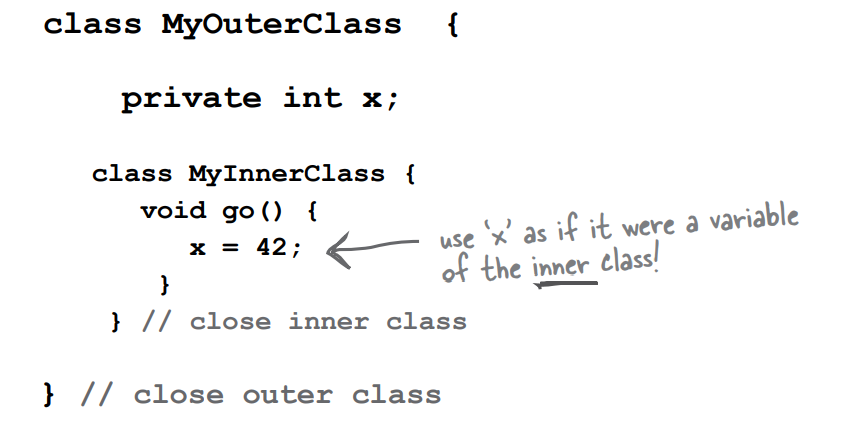 class MyOuterClass  {
private int x;
class MyInnerClass {
void go() {
x = 42;
use ‘x’ as if it were a variable
of the inner class!
}
} // close inner class
} // close outer class